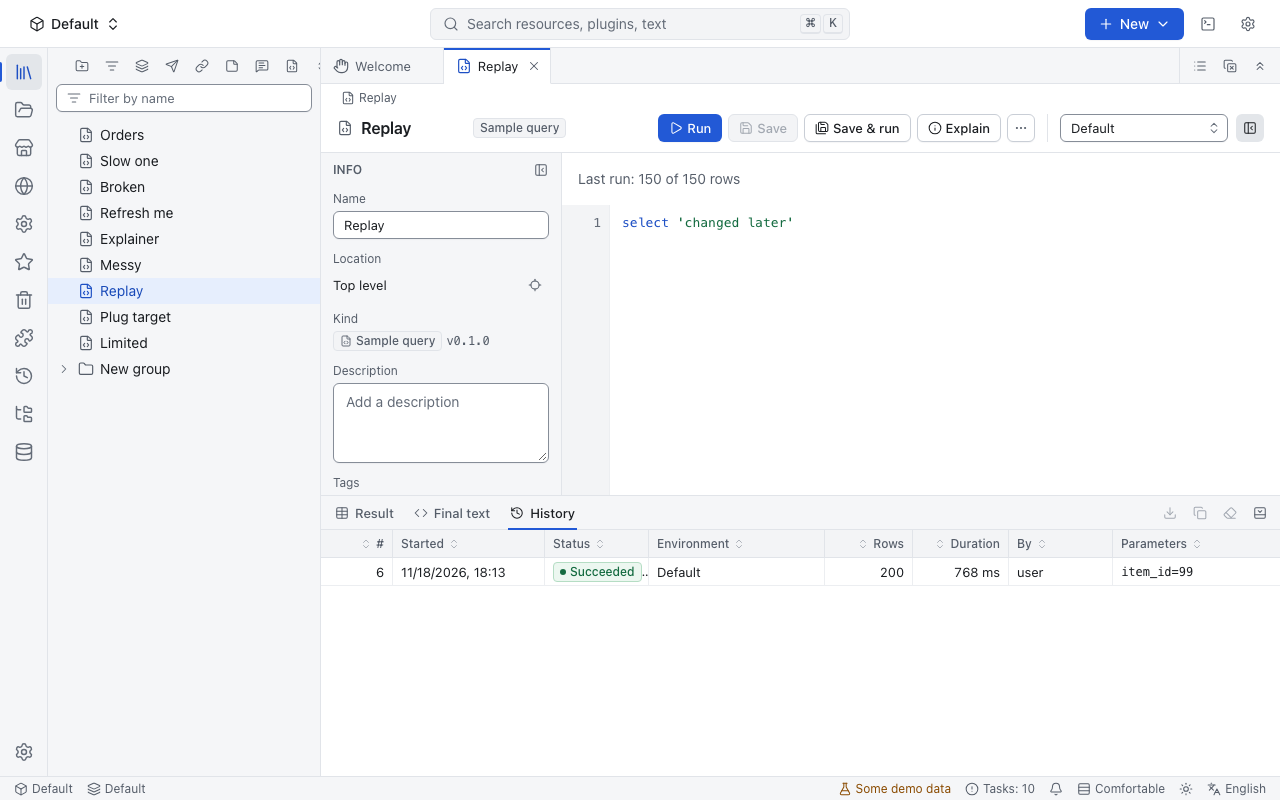 Default
Search resources, plugins, text
⌘ K
New
Filter by name
Orders
Slow one
Broken
Refresh me
Explainer
Messy
Replay
Plug target
Limited
New group
Welcome
Replay
Replay
Replay
Sample query
Run
Save
Save & run
Explain
Default
INFO
Name
Replay
Location
Top level
Kind
Sample query v0.1.0
Description
Add a description
Tags
Last run: 150 of 150 rows
1 select 'changed later'
Result
Final text
History
# Started Status Environment Rows Duration By Parameters
6 11/18/2026, 18:13 Succeeded Default 200 768 ms user item_id=99
Default
Default
Some demo data
Tasks: 10
Comfortable
English